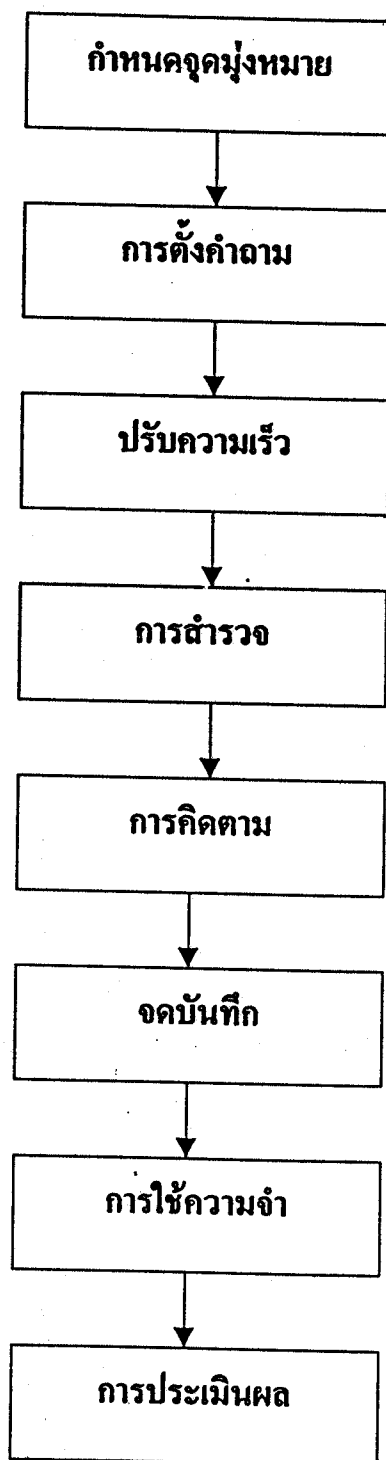 กำหนดจุดมุ่งหมาย
การตั้งคำถาม
ปรับความเร็ว
การสำรวจ
การคิดตาม
จดบันทึก
การใช้ความจำ
การประเมินผล